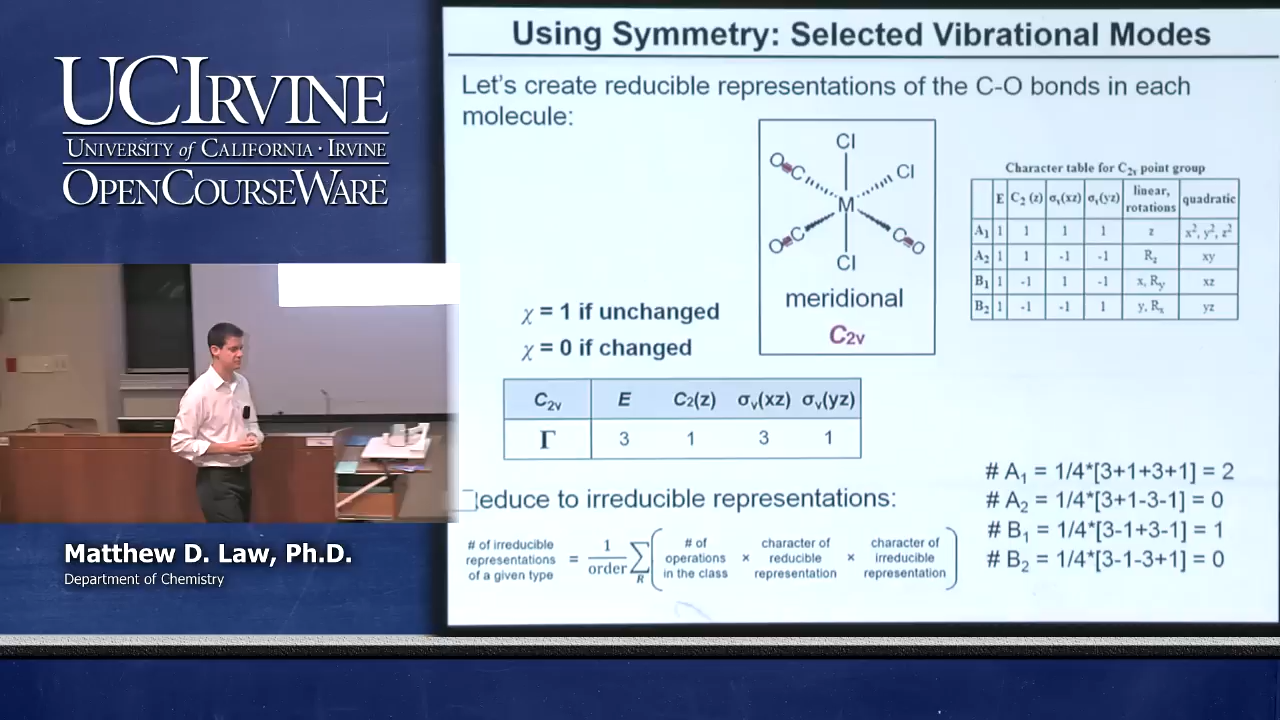 UCIRVINE
UNIVERSITY of CALIFORNIA · IRVINE
OPENCOURSEWARE
Matthew D. Law, Ph.D.
Department of Chemistry
Using Symmetry: Selected Vibrational Modes
Let's create reducible representations of the C-O bonds in each
molecule:
Cl
O C Cl
M
O C C O
Cl
meridional
C2v
Character table for C2v point group
E C2 (z) σv(xz) σv(yz) linear, rotations quadratic
A1 1 1 1 1 z x², y², z²
A2 1 1 -1 -1 Rz xy
B1 1 -1 1 -1 x, Ry xz
B2 1 -1 -1 1 y, Rx yz
χ = 1 if unchanged
χ = 0 if changed
C2v E C2(z) σv(xz) σv(yz)
Γ 3 1 3 1
educe to irreducible representations:
# of irreducible representations of a given type = 1/order Σ R ( # of operations in the class × character of reducible representation × character of irreducible representation )
# A1 = 1/4*[3+1+3+1] = 2
# A2 = 1/4*[3+1-3-1] = 0
# B1 = 1/4*[3-1+3-1] = 1
# B2 = 1/4*[3-1-3+1] = 0